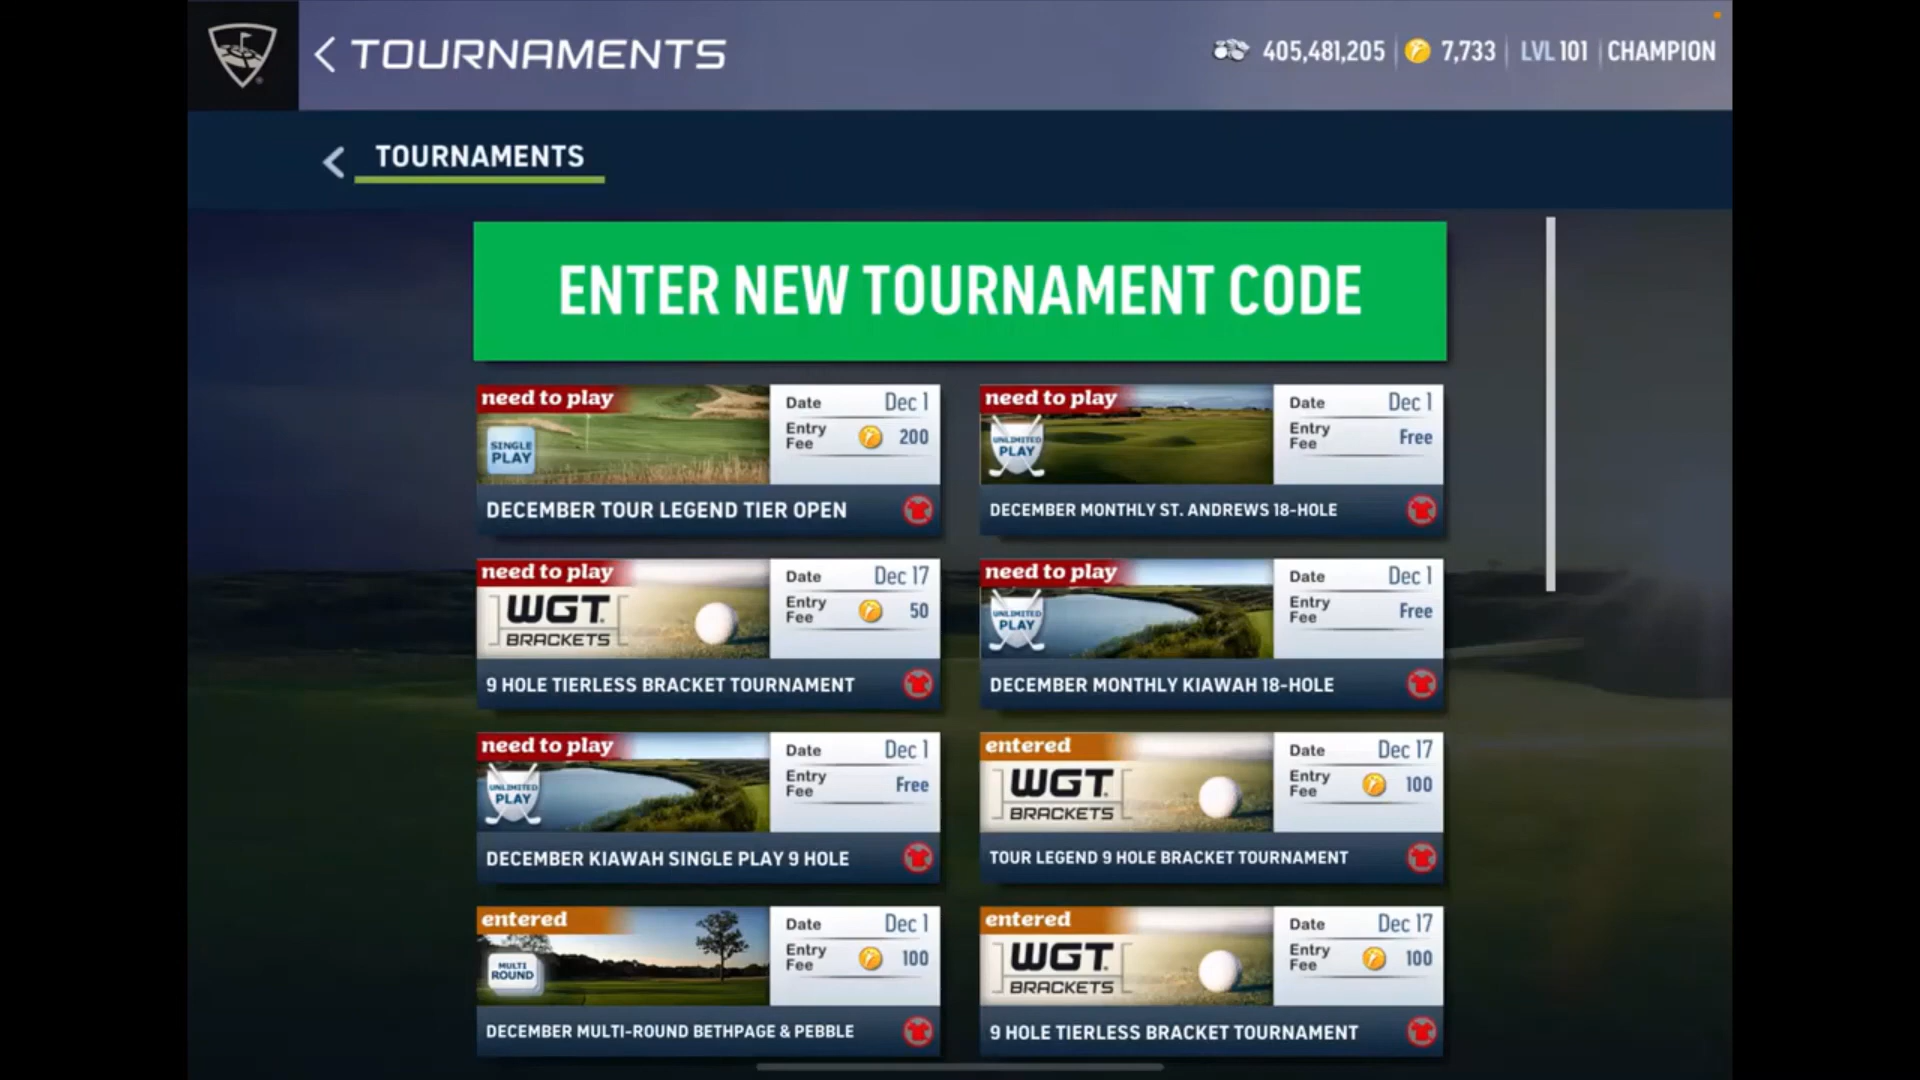 TOURNAMENTS
405,481,205
7,733
LVL 101
CHAMPION
TOURNAMENTS
ENTER NEW TOURNAMENT CODE
need to play
SINGLE
PLAY
Date Dec 1
Entry Fee 200
DECEMBER TOUR LEGEND TIER OPEN
need to play
UNLIMITED
PLAY
Date Dec 1
Entry Fee Free
DECEMBER MONTHLY ST. ANDREWS 18-HOLE
need to play
WGT
BRACKETS
Date Dec 17
Entry Fee 50
9 HOLE TIERLESS BRACKET TOURNAMENT
need to play
UNLIMITED
PLAY
Date Dec 1
Entry Fee Free
DECEMBER MONTHLY KIAWAH 18-HOLE
need to play
UNLIMITED
PLAY
Date Dec 1
Entry Fee Free
DECEMBER KIAWAH SINGLE PLAY 9 HOLE
entered
WGT
BRACKETS
Date Dec 17
Entry Fee 100
TOUR LEGEND 9 HOLE BRACKET TOURNAMENT
entered
MULTI
ROUND
Date Dec 1
Entry Fee 100
DECEMBER MULTI-ROUND BETHPAGE & PEBBLE
entered
WGT
BRACKETS
Date Dec 17
Entry Fee 100
9 HOLE TIERLESS BRACKET TOURNAMENT